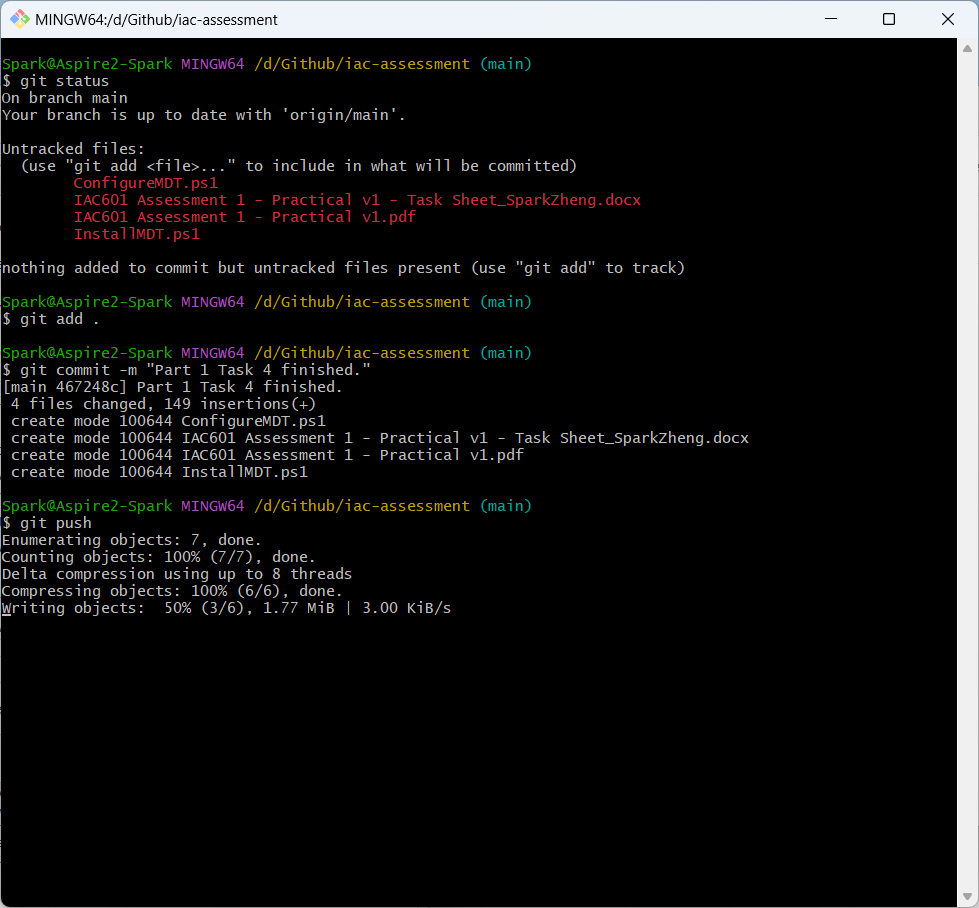 MINGW64:/d/Github/iac-assessment
Spark@Aspire2-Spark MINGW64 /d/Github/iac-assessment (main)
$ git status
On branch main
Your branch is up to date with 'origin/main'.
Untracked files:
  (use "git add <file>..." to include in what will be committed)
        ConfigureMDT.ps1
        IAC601 Assessment 1 - Practical v1 - Task Sheet_SparkZheng.docx
        IAC601 Assessment 1 - Practical v1.pdf
        InstallMDT.ps1
nothing added to commit but untracked files present (use "git add" to track)
Spark@Aspire2-Spark MINGW64 /d/Github/iac-assessment (main)
$ git add .
Spark@Aspire2-Spark MINGW64 /d/Github/iac-assessment (main)
$ git commit -m "Part 1 Task 4 finished."
[main 467248c] Part 1 Task 4 finished.
 4 files changed, 149 insertions(+)
 create mode 100644 ConfigureMDT.ps1
 create mode 100644 IAC601 Assessment 1 - Practical v1 - Task Sheet_SparkZheng.docx
 create mode 100644 IAC601 Assessment 1 - Practical v1.pdf
 create mode 100644 InstallMDT.ps1
Spark@Aspire2-Spark MINGW64 /d/Github/iac-assessment (main)
$ git push
Enumerating objects: 7, done.
Counting objects: 100% (7/7), done.
Delta compression using up to 8 threads
Compressing objects: 100% (6/6), done.
Writing objects:  50% (3/6), 1.77 MiB | 3.00 KiB/s